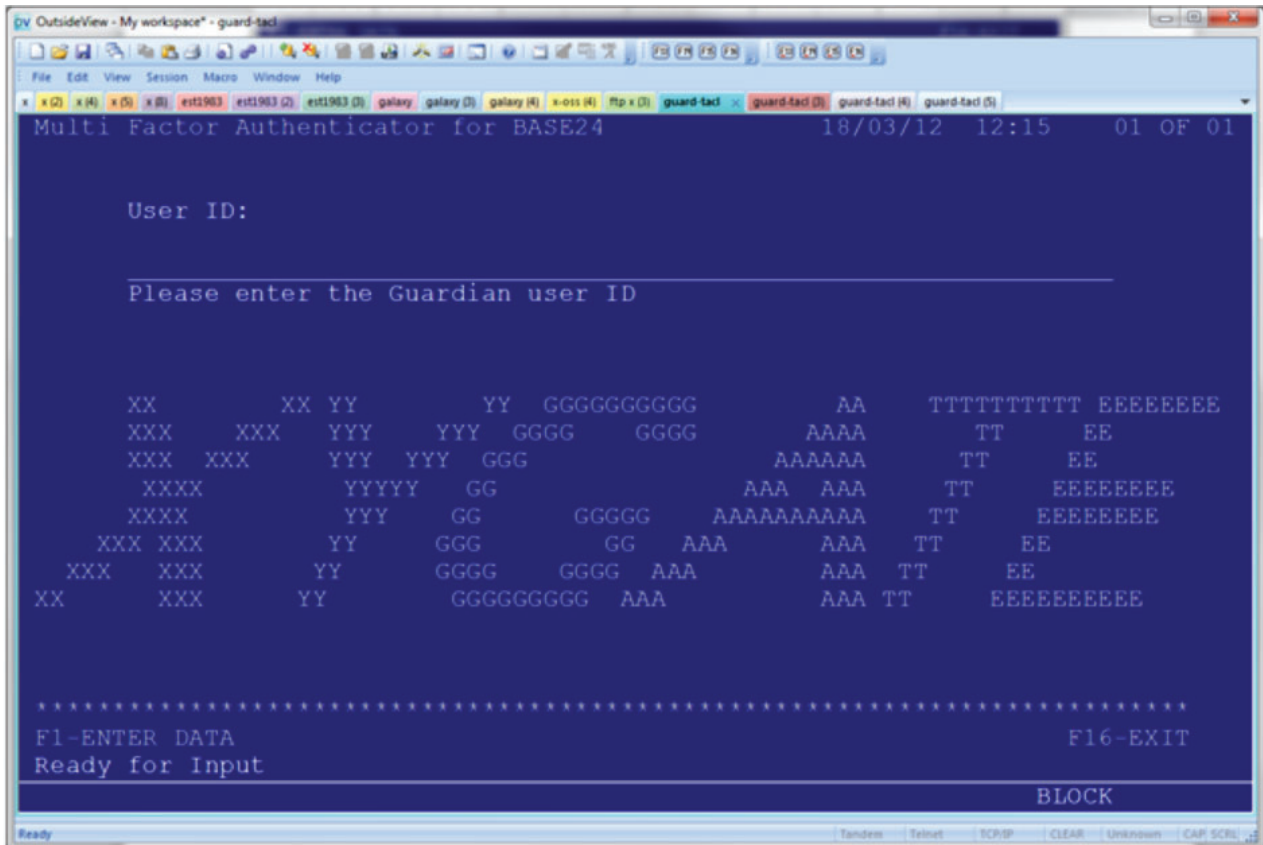 OutsideView - My workspace* - guard-tacl
File Edit View Session Macro Window Help
x x (2) x (4) x (5) x (8) est1983 est1983 (2) est1983 (3) galaxy galaxy (3) galaxy (4) x-oss (4) ftp x (3) guard-tacl guard-tacl (3) guard-tacl (4) guard-tacl (5)
Multi Factor Authenticator for BASE24 18/03/12 12:15 01 OF 01
User ID:
Please enter the Guardian user ID
XX XX YY YY GGGGGGGGGG AA TTTTTTTTTT EEEEEEEE
XXX XXX YYY YYY GGGG GGGG AAAA TT EE
XXX XXX YYY YYY GGG AAAAAA TT EE
XXXX YYYYY GG AAA AAA TT EEEEEEEE
XXXX YYY GG GGGGG AAAAAAAAAA TT EEEEEEEE
XXX XXX YY GGG GG AAA AAA TT EE
XXX XXX YY GGGG GGGG AAA AAA TT EE
XX XXX YY GGGGGGGGG AAA AAA TT EEEEEEEEEE
***************************************************************************
F1-ENTER DATA F16-EXIT
Ready for Input
BLOCK
Ready Tandem Telnet TCP/IP CLEAR Unknown CAP SCRL